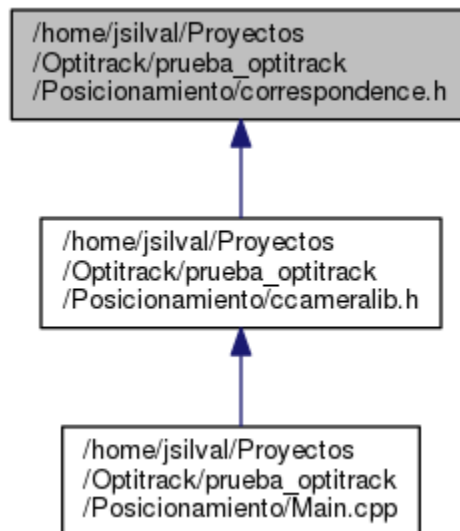 /home/jsilval/Proyectos
/Optitrack/prueba_optitrack
/Posicionamiento/correspondence.h
/home/jsilval/Proyectos
/Optitrack/prueba_optitrack
/Posicionamiento/ccameralib.h
/home/jsilval/Proyectos
/Optitrack/prueba_optitrack
/Posicionamiento/Main.cpp